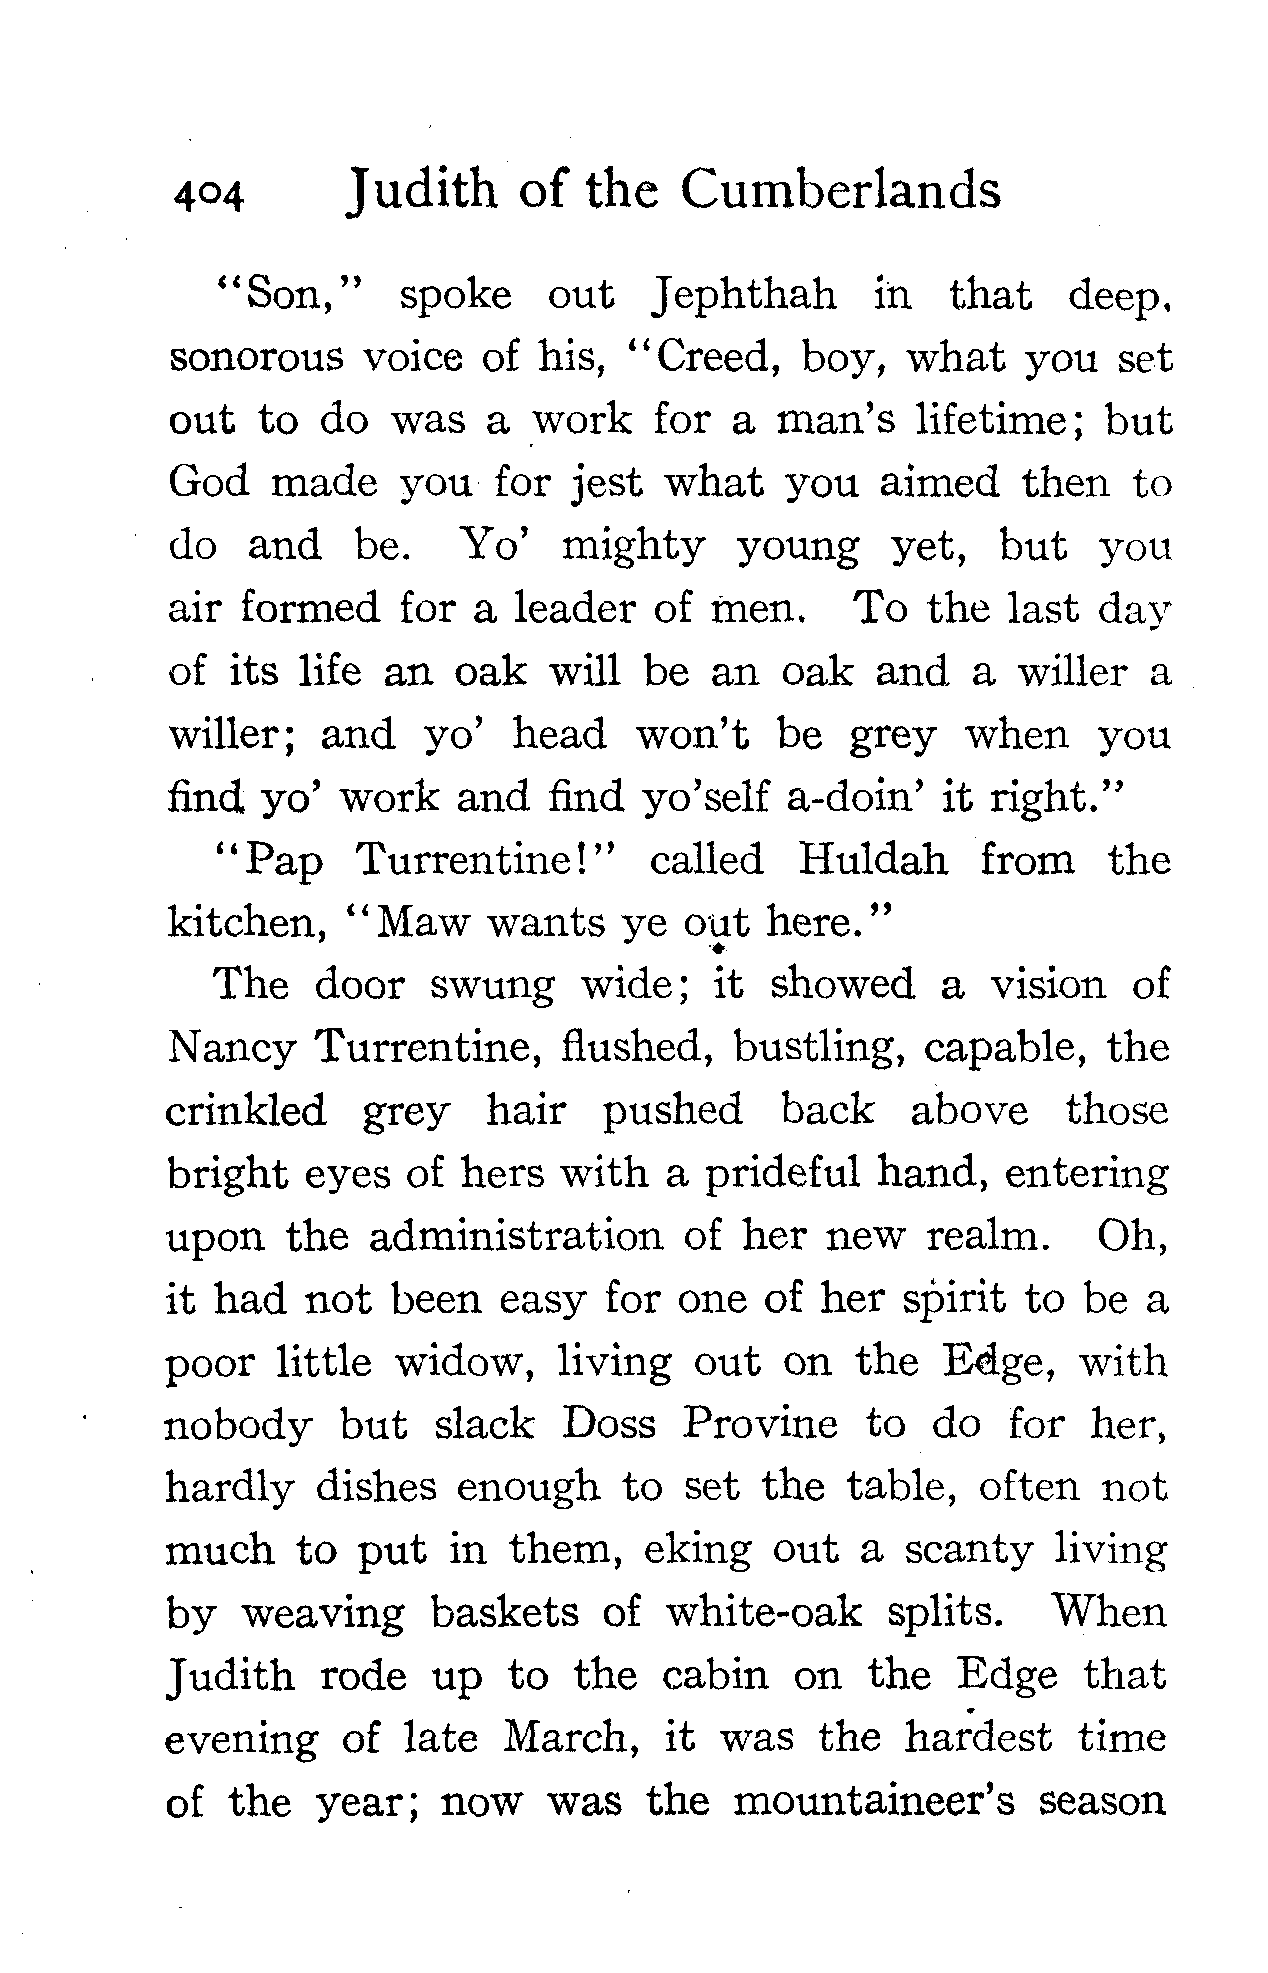 404 Judith of the Cumberlands
"Son," spoke out Jephthah in that deep,
sonorous voice of his, "Creed, boy, what you set
out to do was a work for a man's lifetime; but
God made you for jest what you aimed then to
do and be. Yo' mighty young yet, but you
air formed for a leader of men. To the last day
of its life an oak will be an oak and a willer a
willer; and yo' head won't be grey when you
find yo' work and find yo'self a-doin' it right."
"Pap Turrentine!" called Huldah from the
kitchen, "Maw wants ye out here."
The door swung wide; it showed a vision of
Nancy Turrentine, flushed, bustling, capable, the
crinkled grey hair pushed back above those
bright eyes of hers with a prideful hand, entering
upon the administration of her new realm. Oh,
it had not been easy for one of her spirit to be a
poor little widow, living out on the Edge, with
nobody but slack Doss Provine to do for her,
hardly dishes enough to set the table, often not
much to put in them, eking out a scanty living
by weaving baskets of white-oak splits. When
Judith rode up to the cabin on the Edge that
evening of late March, it was the hardest time
of the year; now was the mountaineer's season